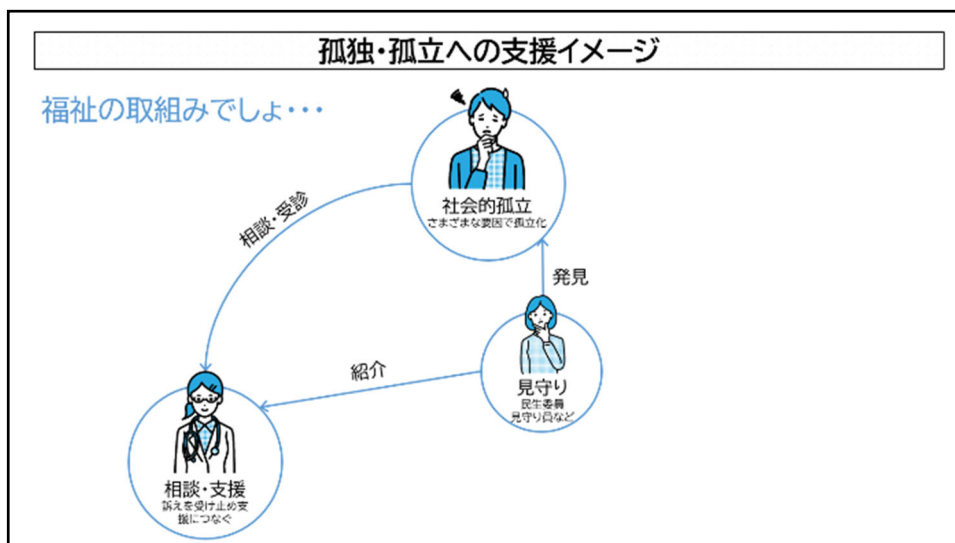 孤独・孤立への支援イメージ
福祉の取組みでしょ・・・
社会的孤立
さまざまな要因で孤立化
相談・受診
発見
紹介
見守り
民生委員
見守り員など
相談・支援
訴えを受け止め支
援につなぐ